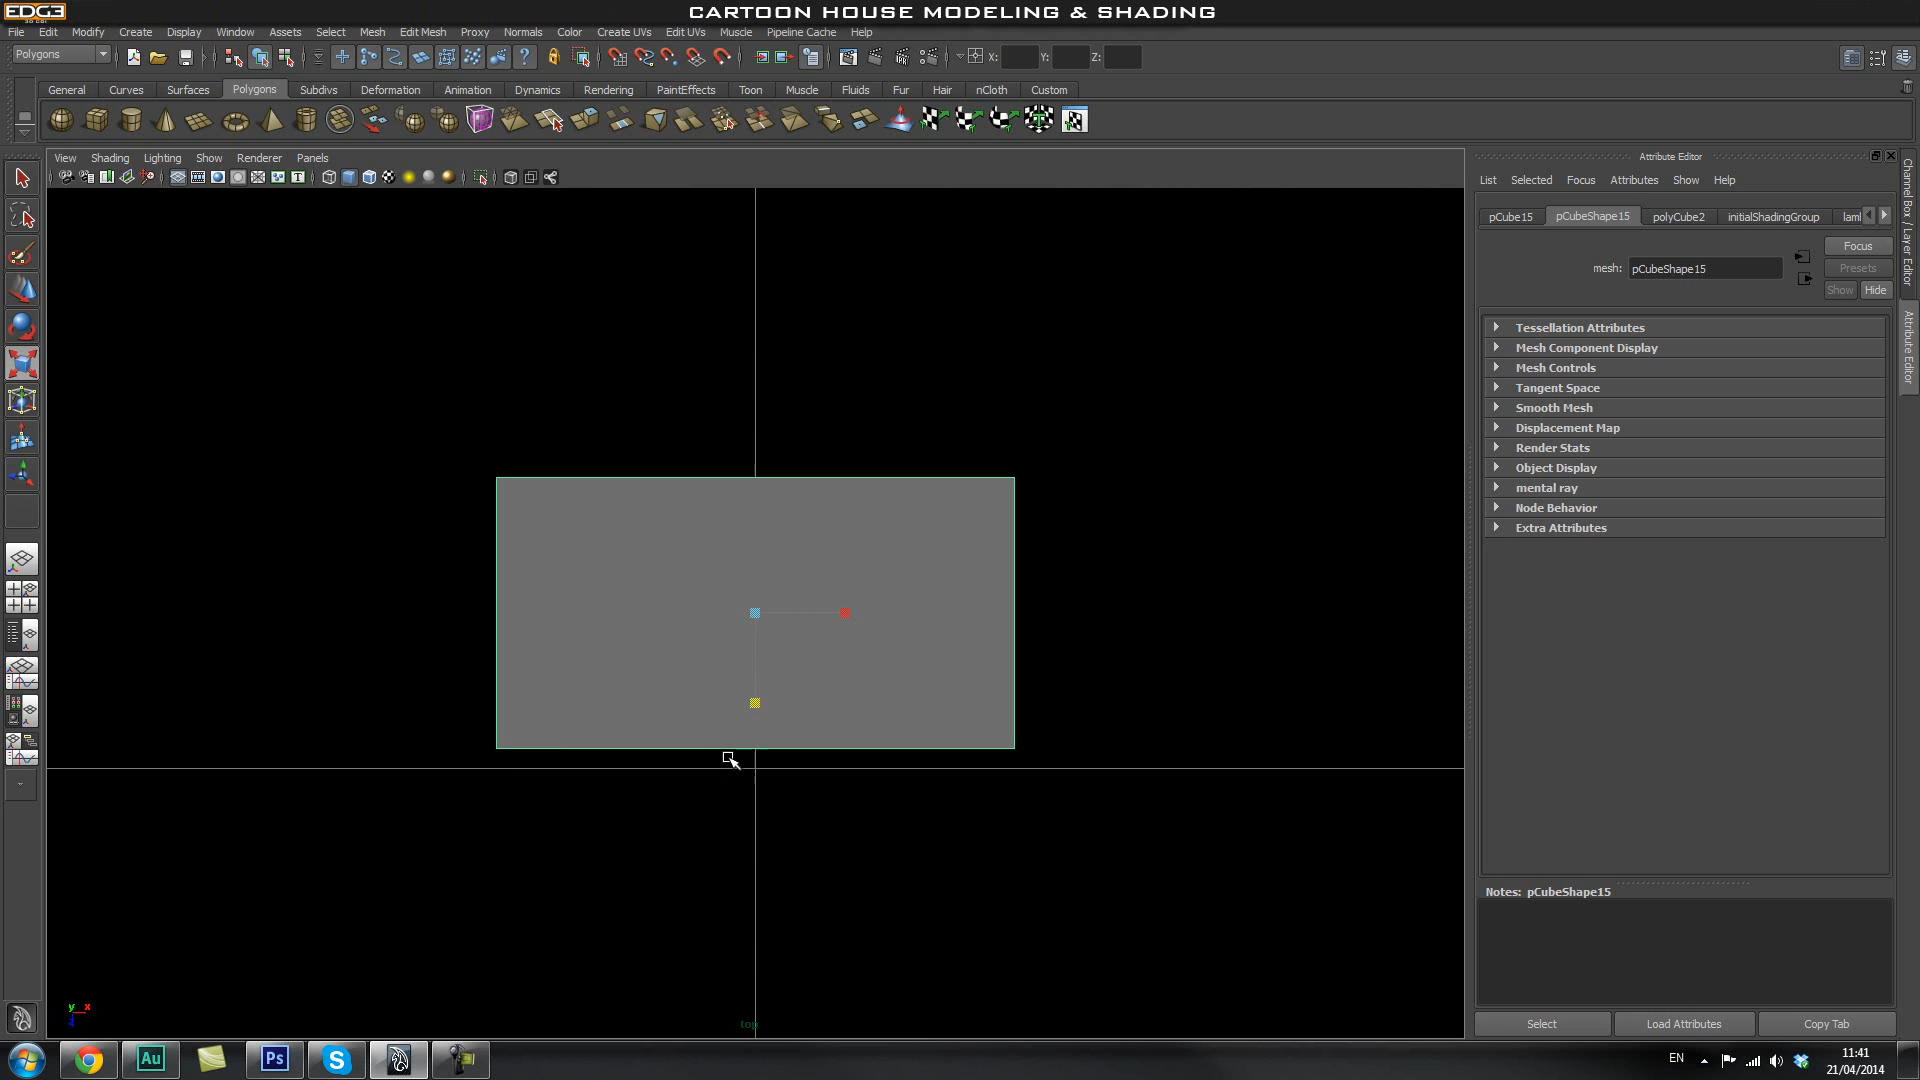 EDGE
3D CGI
CARTOON HOUSE MODELING & SHADING
File Edit Modify Create Display Window Assets Select Mesh Edit Mesh Proxy Normals Color Create UVs Edit UVs Muscle Pipeline Cache Help
Polygons X: Y: Z:
General Curves Surfaces Polygons Subdivs Deformation Animation Dynamics Rendering PaintEffects Toon Muscle Fluids Fur Hair nCloth Custom
View Shading Lighting Show Renderer Panels
Attribute Editor
List Selected Focus Attributes Show Help
pCube15 pCubeShape15 polyCube2 initialShadingGroup laml
Focus
mesh: pCubeShape15
Presets
Show Hide
Tessellation Attributes
Mesh Component Display
Mesh Controls
Tangent Space
Smooth Mesh
Displacement Map
Render Stats
Object Display
mental ray
Node Behavior
Extra Attributes
Channel Box / Layer Editor
Attribute Editor
Notes: pCubeShape15
y x
z
top
Select Load Attributes Copy Tab
Au Ps S
EN
11:41
21/04/2014